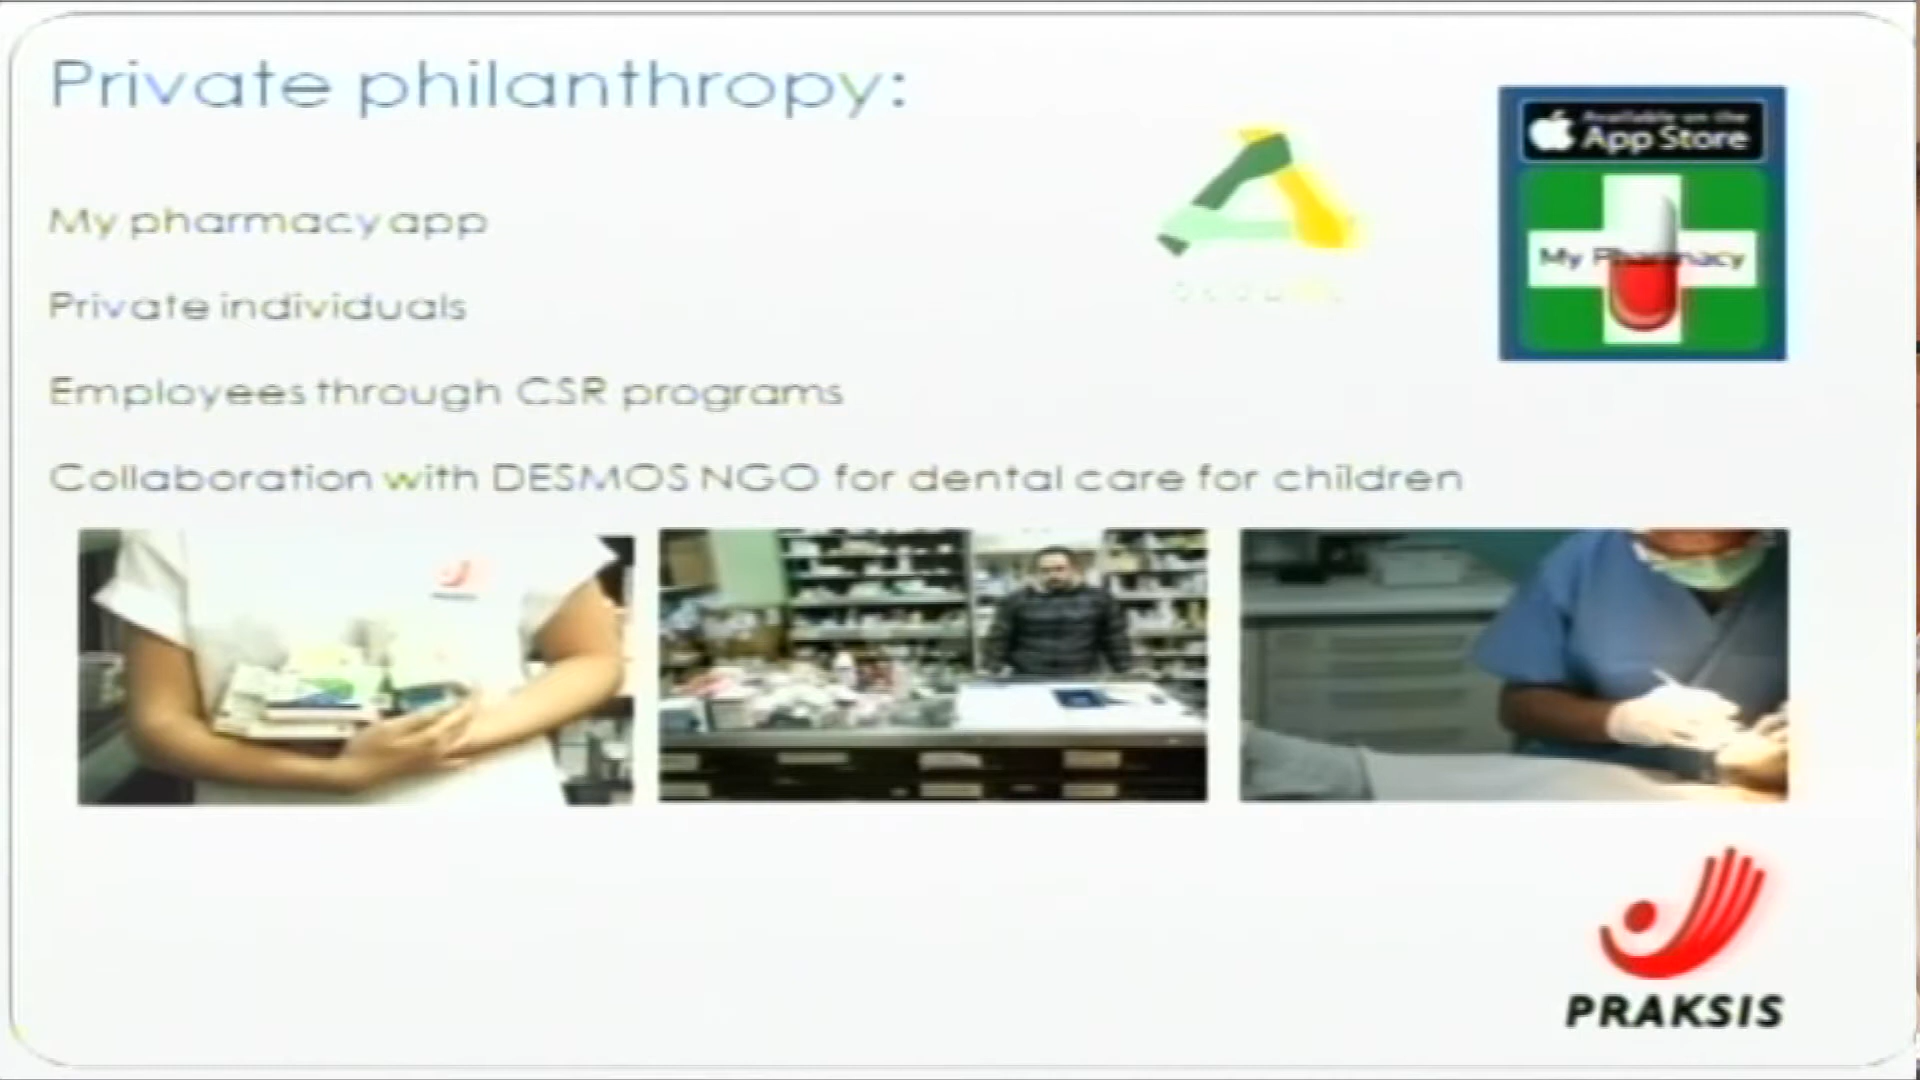 Private philanthropy:
Available on the
App Store
My Pharmacy
My pharmacy app
Private individuals
Employees through CSR programs
Collaboration with DESMOS NGO for dental care for children
PRAKSIS